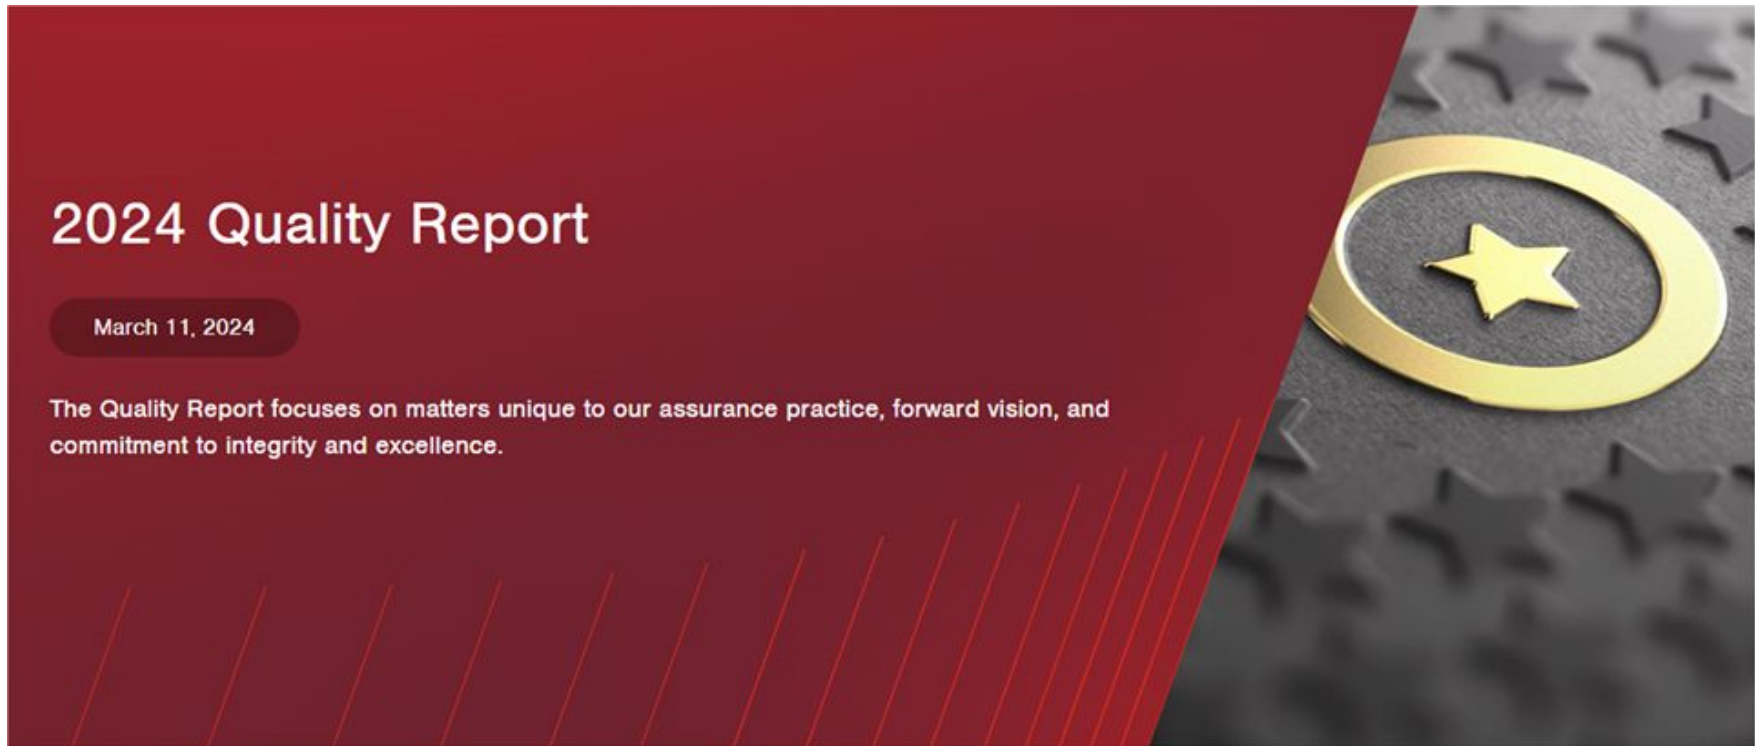 2024 Quality Report
March 11, 2024
The Quality Report focuses on matters unique to our assurance practice, forward vision, and
commitment to integrity and excellence.